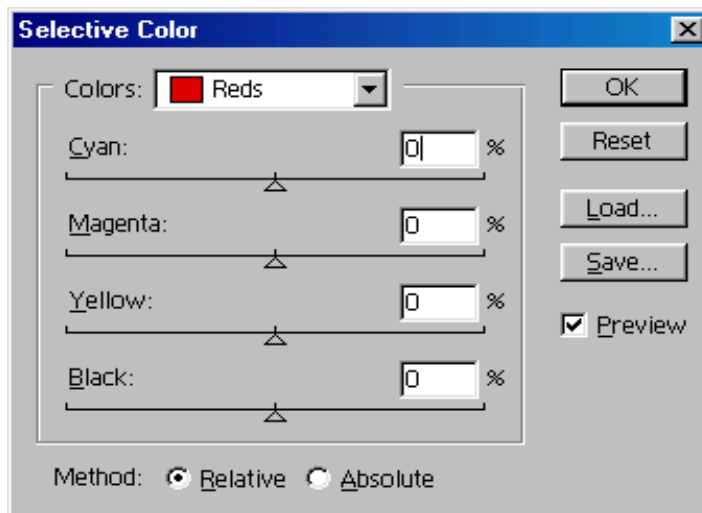 Selective Color
Colors: Reds
OK
Cyan: 0 %
Reset
Magenta: 0 %
Load...
Save...
Yellow: 0 %
Preview
Black: 0 %
Method: Relative Absolute